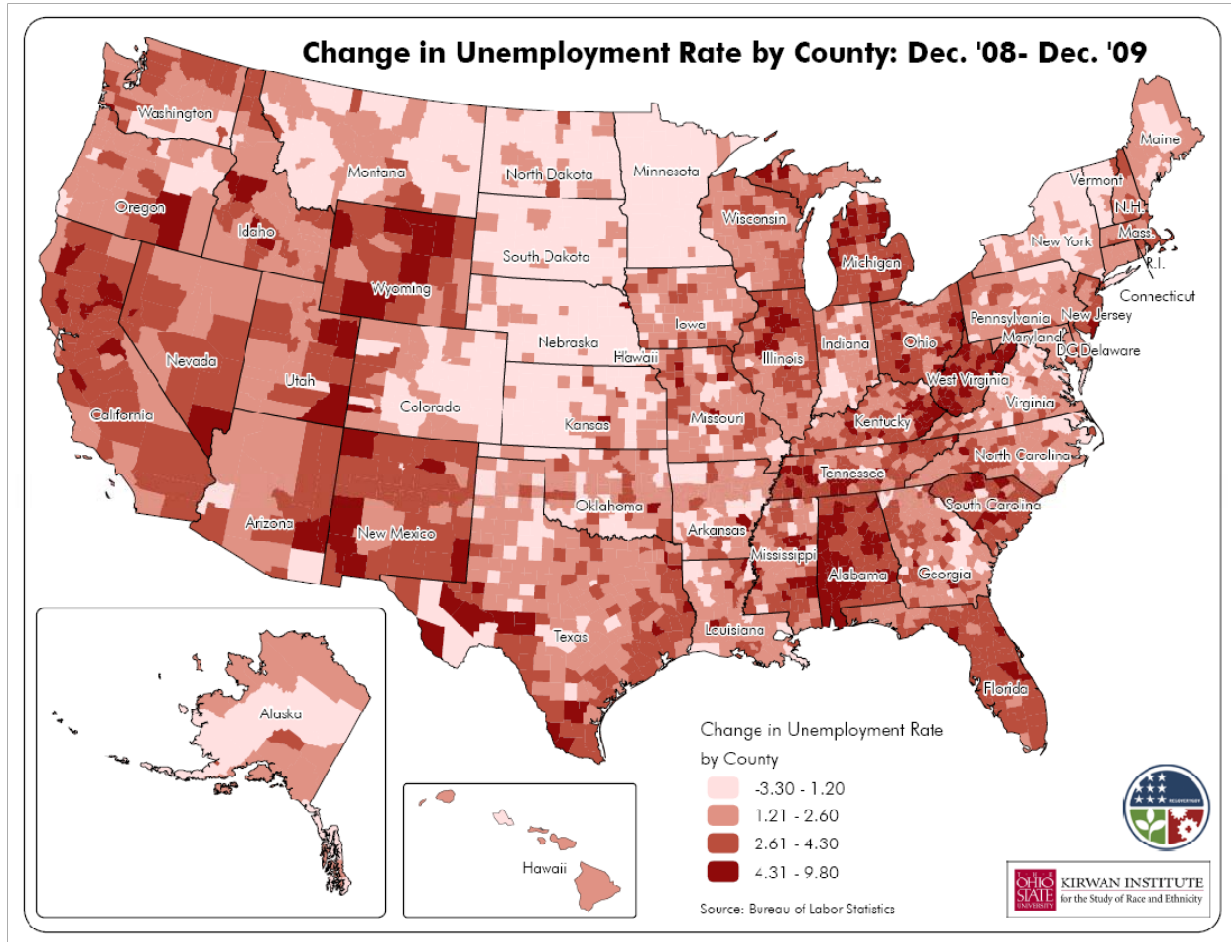 Change in Unemployment Rate by County: Dec. '08- Dec. '09
Washington
Maine
Montana
North Dakota
Minnesota
Vermont
Oregon
Idaho
Wisconsin
N.H.
South Dakota
New York
Mass.
Michigan
R.I.
Wyoming
Connecticut
Iowa
Pennsylvania
New Jersey
Nebraska
Hawaii
Nevada
Illinois
Indiana
Ohio
Maryland
DC
Delaware
Utah
West Virginia
California
Colorado
Kansas
Missouri
Kentucky
Virginia
North Carolina
Tennessee
Oklahoma
South Carolina
Arizona
New Mexico
Arkansas
Mississippi
Alabama
Georgia
Texas
Louisiana
Florida
Alaska
Hawaii
Change in Unemployment Rate
by County
-3.30 - 1.20
1.21 - 2.60
2.61 - 4.30
4.31 - 9.80
Source: Bureau of Labor Statistics
THE
OHIO
STATE
UNIVERSITY
KIRWAN INSTITUTE
for the Study of Race and Ethnicity